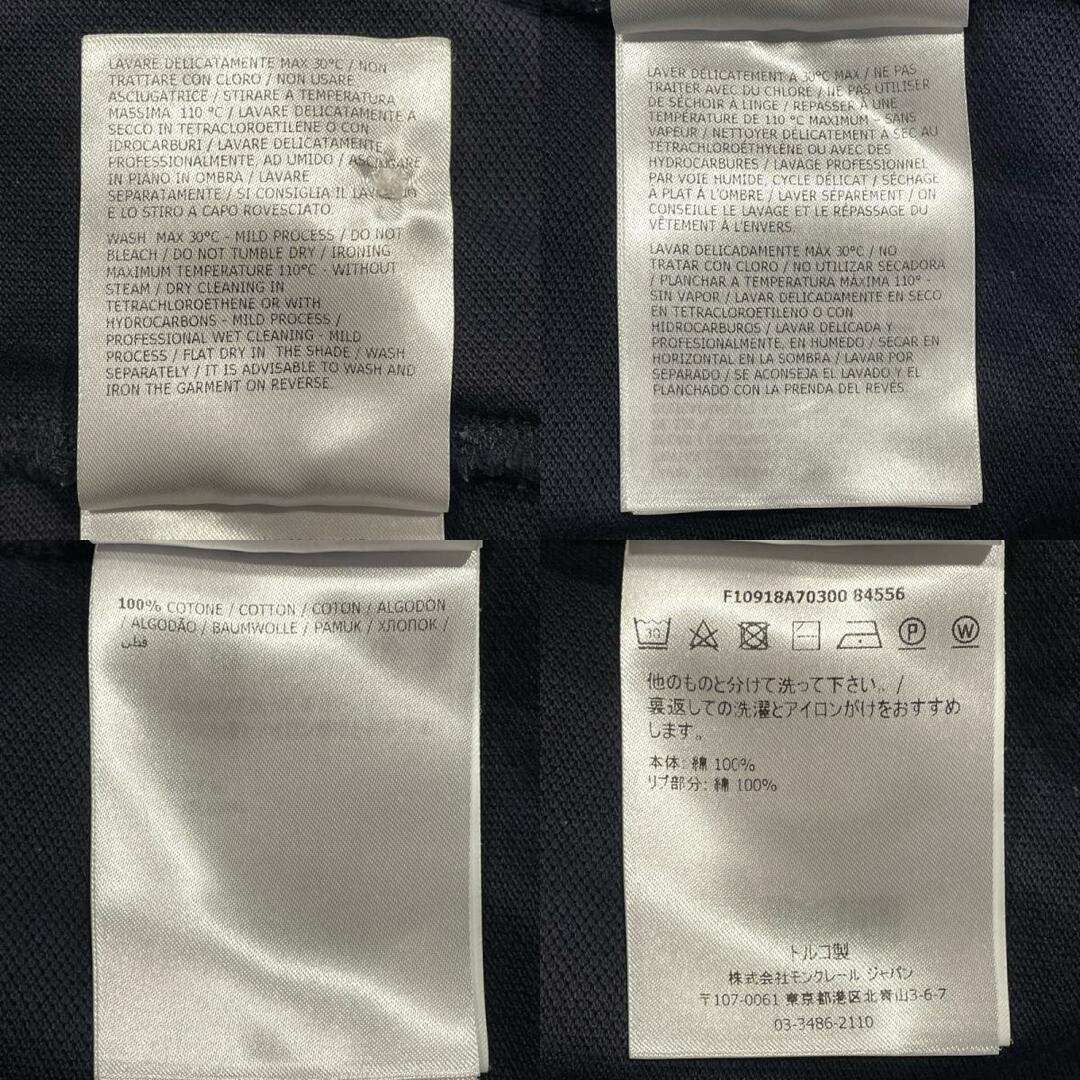 LAVARE DELICATAMENTE MAX 30°C / NON
TRATTARE CON CLORO / NON USARE
ASCIUGATRICE / STIRARE A TEMPERATURA
MASSIMA 110 °C / LAVARE DELICATAMENTE A
SECCO IN TETRACLOROETILENE O CON
IDROCARBURI / LAVARE DELICATAMENTE,
PROFESSIONALMENTE, AD UMIDO / ASCIUGARE
IN PIANO IN OMBRA / LAVARE
SEPARATAMENTE / SI CONSIGLIA IL
E LO STIRO A CAPO ROVESCIATO.
WASH MAX 30°C - MILD PROCESS / DO NOT
BLEACH / DO NOT TUMBLE DRY / IRONING
MAXIMUM TEMPERATURE 110°C - WITHOUT
STEAM / DRY CLEANING IN
TETRACHLOROETHENE OR WITH
HYDROCARBONS - MILD PROCESS /
PROFESSIONAL WET CLEANING - MILD
PROCESS / FLAT DRY IN THE SHADE / WASH
SEPARATELY / IT IS ADVISABLE TO WASH AND
IRON THE GARMENT ON REVERSE.
LAVER DÉLICATEMENT À 30°C MAX / NE PAS
TRAITER AVEC DU CHLORE / NE PAS UTILISER
DE SÉCHOIR À LINGE / REPASSER À UNE
TEMPÉRATURE DE 110 °C MAXIMUM - SANS
VAPEUR / NETTOYER DÉLICATEMENT À SEC AU
TÉTRACHLOROÉTHYLÈNE OU AVEC DES
HYDROCARBURES / LAVAGE PROFESSIONNEL
PAR VOIE HUMIDE, CYCLE DÉLICAT / SÉCHAGE
À PLAT À L'OMBRE / LAVER SÉPARÉMENT / ON
CONSEILLE LE LAVAGE ET LE RÉPASSAGE DU
VÊTEMENT À L'ENVERS.
LAVAR DELICADAMENTE MÁX 30°C / NO
TRATAR CON CLORO / NO UTILIZAR SECADORA
/ PLANCHAR A TEMPERATURA MÁXIMA 110° -
SIN VAPOR / LAVAR DELICADAMENTE EN SECO
EN TETRACLOROETILENO O CON
HIDROCARBUROS / LAVAR DELICADA Y
PROFESIONALMENTE, EN HÚMEDO / SECAR EN
HORIZONTAL EN LA SOMBRA / LAVAR POR
SEPARADO / SE ACONSEJA EL LAVADO Y EL
PLANCHADO CON LA PRENDA DEL REVÉS.
100% COTONE / COTTON / COTON / ALGODÓN
/ ALGODÃO / BAUMWOLLE / PAMUK / ХЛОПОК /
قطن
F10918A70300 84556
30 P W
他のものと分けて洗って下さい。/
裏返しての洗濯とアイロンがけをおすすめ
します。
本体: 綿 100%
リブ部分: 綿 100%
トルコ製
株式会社モンクレール ジャパン
〒107-0061 東京都港区北青山3-6-7
03-3486-2110